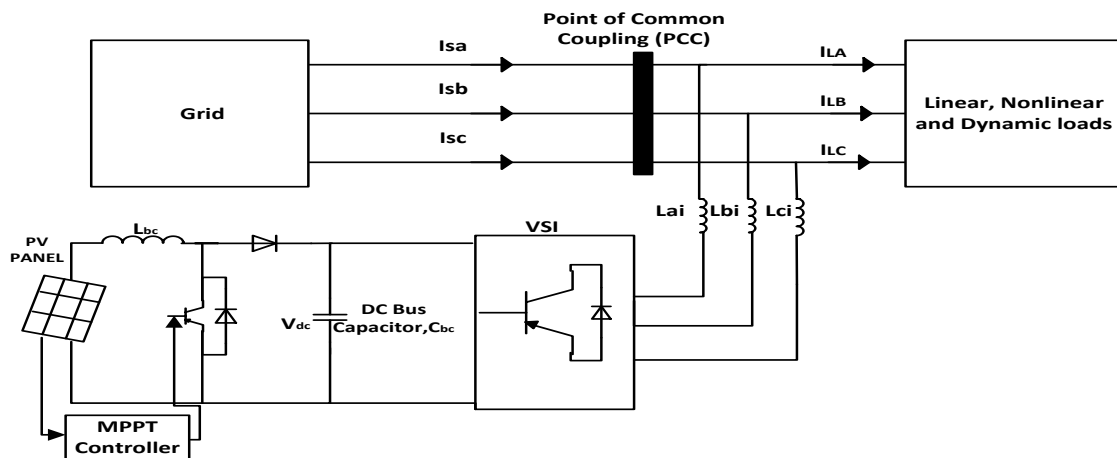 Point of Common
Coupling (PCC)
Isa
ILA
Isb
ILB
Grid
Linear, Nonlinear
and Dynamic loads
Isc
ILC
Lai
Lbi
Lci
VSI
Lbc
PV
PANEL
DC Bus
Capacitor,Cbc
Vdc
MPPT
Controller